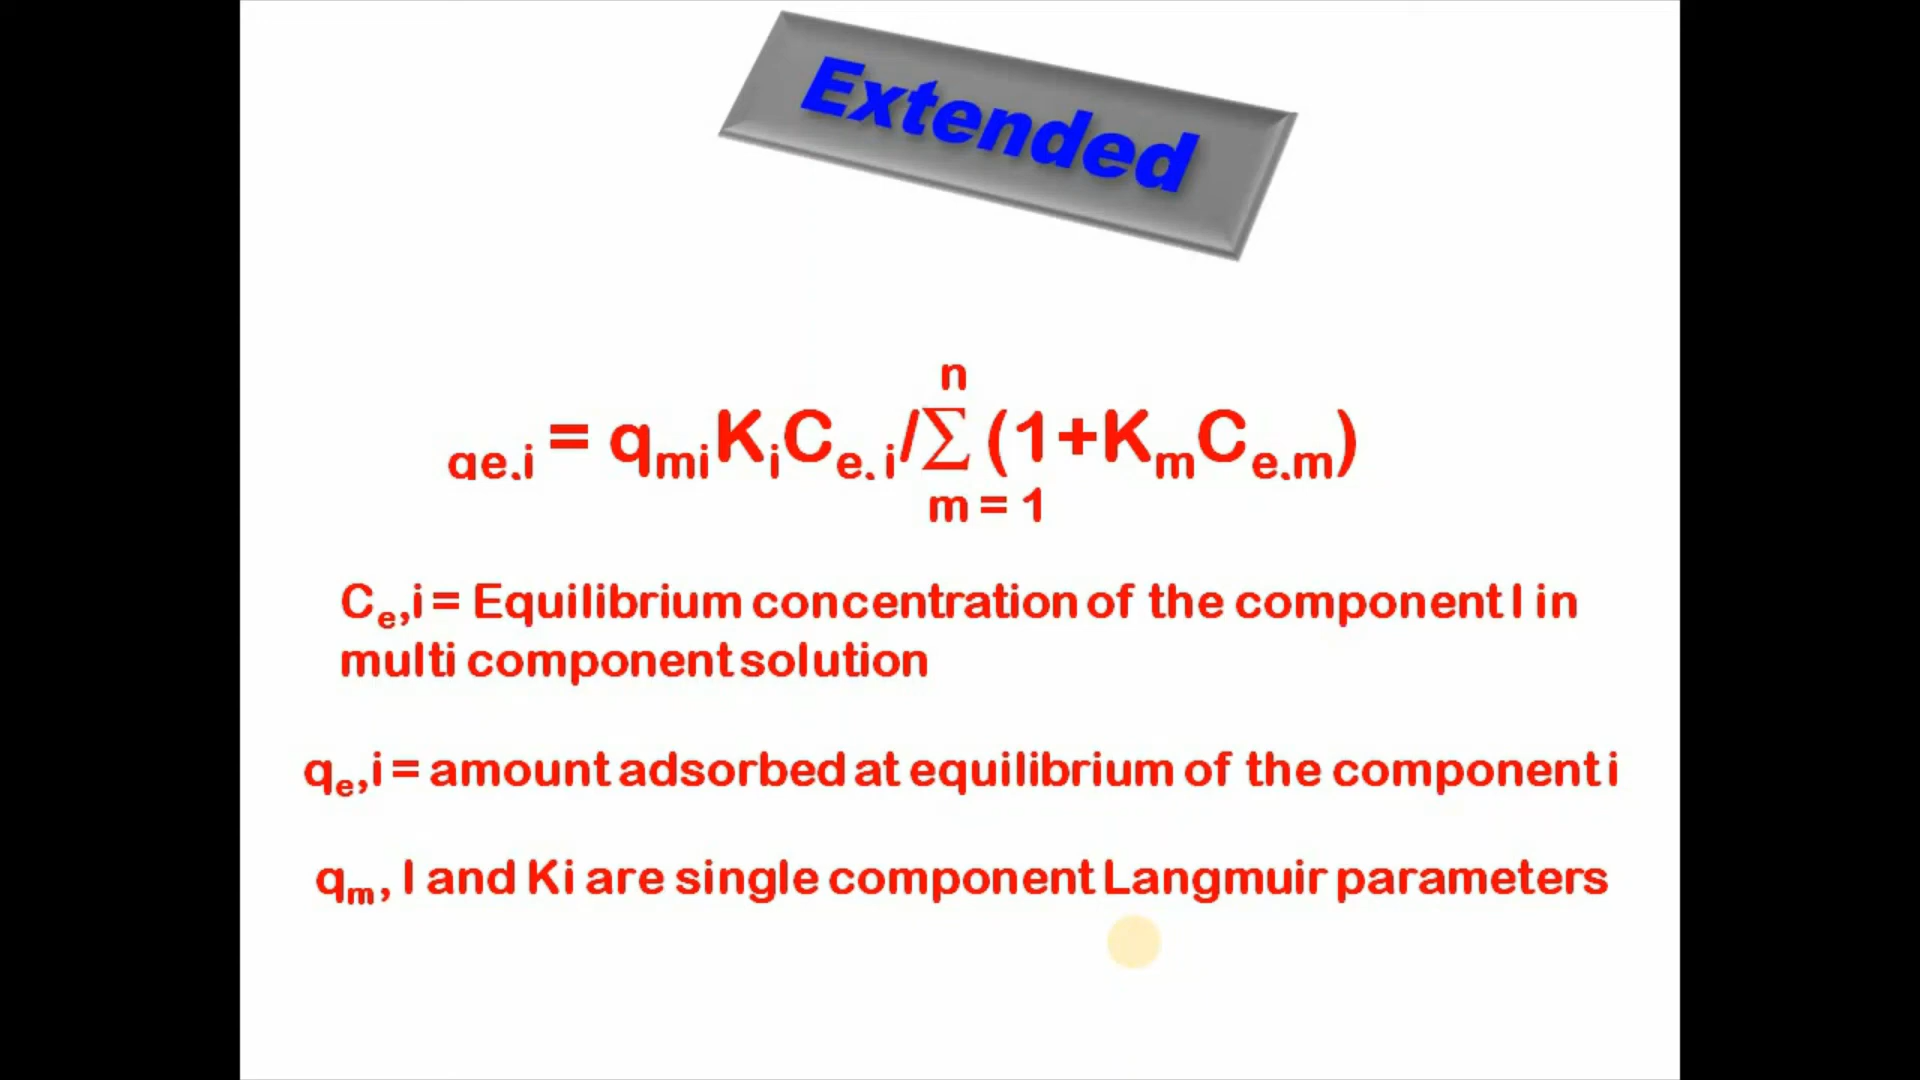 Extended
n
qe,i = qmiKiCe, i/∑ (1+KmCe,m)
m = 1
Ce,i = Equilibrium concentration of the component I in
multi component solution
qe,i = amount adsorbed at equilibrium of the component i
qm, I and Ki are single component Langmuir parameters